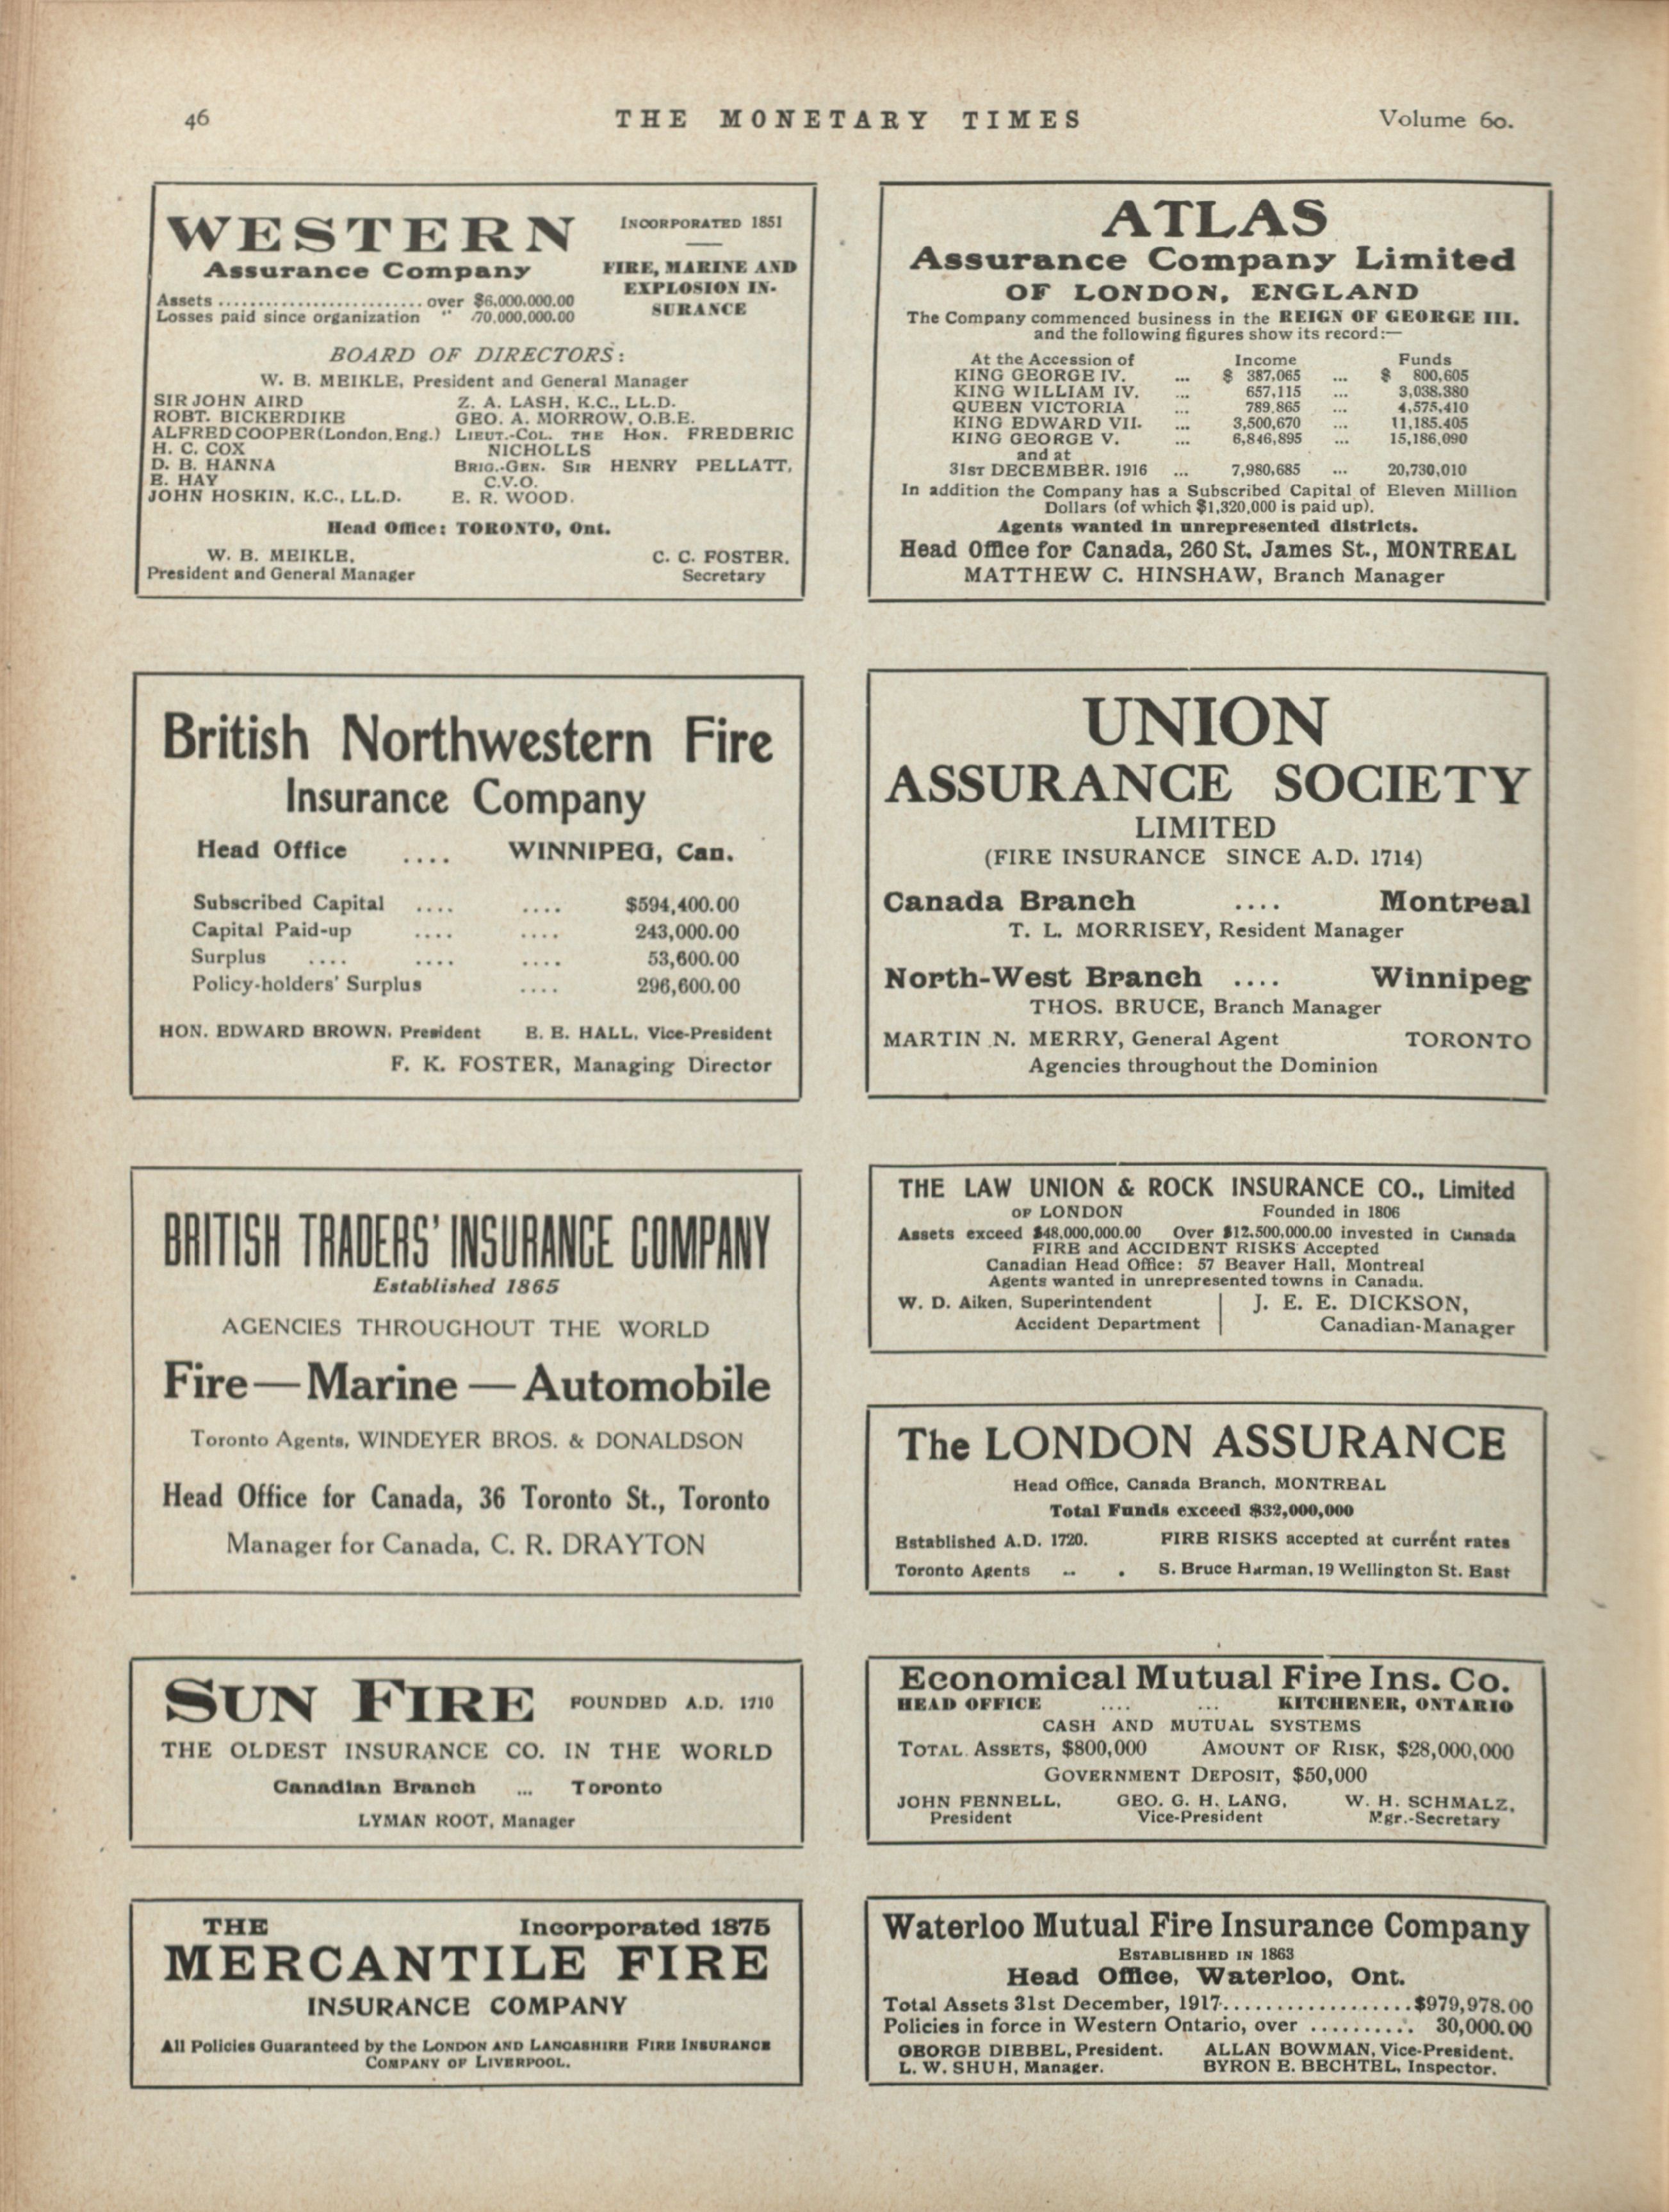 46
THE MONETARY TIMES
Volume 60.
WESTERN
Assurance Company
INCORPORATED 1851
FIRE, MARINE AND
EXPLOSION IN-
SURANCE
Assets .......................... over $6,000,000.00
Losses paid since organization " 70,000,000.00
BOARD OF DIRECTORS:
W. B. MEIKLE, President and General Manager
SIR JOHN AIRD
ROBT. BICKERDIKE
ALFRED COOPER (London, Eng.)
H. C. COX
D. B. HANNA
E. HAY
JOHN HOSKIN, K.C., LL.D.
Z. A. LASH, K.C., LL.D.
GEO. A. MORROW, O.B.E.
LIEUT.-COL. THE HON. FREDERIC
NICHOLLS
BRIG.-GEN. SIR HENRY PELLATT,
C.V.O.
E. R. WOOD.
Head Office: TORONTO, Ont.
W. B. MEIKLE,
President and General Manager
C. C. FOSTER,
Secretary
British Northwestern Fire
Insurance Company
Head Office .... WINNIPEG, Can.
Subscribed Capital .... .... $594,400.00
Capital Paid-up .... .... 243,000.00
Surplus .... .... .... 53,600.00
Policy-holders' Surplus .... 296,600.00
HON. EDWARD BROWN, President E. E. HALL, Vice-President
F. K. FOSTER, Managing Director
BRITISH TRADERS' INSURANCE COMPANY
Established 1865
AGENCIES THROUGHOUT THE WORLD
Fire—Marine—Automobile
Toronto Agents, WINDEYER BROS. & DONALDSON
Head Office for Canada, 36 Toronto St., Toronto
Manager for Canada, C. R. DRAYTON
SUN FIRE FOUNDED A.D. 1710
THE OLDEST INSURANCE CO. IN THE WORLD
Canadian Branch ... Toronto
LYMAN ROOT, Manager
THE Incorporated 1875
MERCANTILE FIRE
INSURANCE COMPANY
All Policies Guaranteed by the LONDON AND LANCASHIRE FIRE INSURANCE
COMPANY OF LIVERPOOL.
ATLAS
Assurance Company Limited
OF LONDON, ENGLAND
The Company commenced business in the REIGN OF GEORGE III.
and the following figures show its record:—
At the Accession of Income Funds
KING GEORGE IV. ... $ 387,065 ... $ 800,605
KING WILLIAM IV. ... 657,115 ... 3,038,380
QUEEN VICTORIA ... 789,865 ... 4,575,410
KING EDWARD VII. ... 3,500,670 ... 11,185,405
KING GEORGE V. ... 6,846,895 ... 15,186,090
and at
31ST DECEMBER, 1916 ... 7,980,685 ... 20,730,010
In addition the Company has a Subscribed Capital of Eleven Million
Dollars (of which $1,320,000 is paid up).
Agents wanted in unrepresented districts.
Head Office for Canada, 260 St. James St., MONTREAL
MATTHEW C. HINSHAW, Branch Manager
UNION
ASSURANCE SOCIETY
LIMITED
(FIRE INSURANCE SINCE A.D. 1714)
Canada Branch .... Montreal
T. L. MORRISEY, Resident Manager
North-West Branch .... Winnipeg
THOS. BRUCE, Branch Manager
MARTIN N. MERRY, General Agent TORONTO
Agencies throughout the Dominion
THE LAW UNION & ROCK INSURANCE CO., Limited
OF LONDON Founded in 1806
Assets exceed $48,000,000.00 Over $12,500,000.00 invested in Canada
FIRE and ACCIDENT RISKS Accepted
Canadian Head Office: 57 Beaver Hall, Montreal
Agents wanted in unrepresented towns in Canada.
W. D. Aiken, Superintendent
Accident Department
J. E. E. DICKSON,
Canadian-Manager
The LONDON ASSURANCE
Head Office, Canada Branch, MONTREAL
Total Funds exceed $32,000,000
Established A.D. 1720. FIRE RISKS accepted at current rates
Toronto Agents .. . S. Bruce Harman, 19 Wellington St. East
Economical Mutual Fire Ins. Co.
HEAD OFFICE .... ... KITCHENER, ONTARIO
CASH AND MUTUAL SYSTEMS
TOTAL ASSETS, $800,000 AMOUNT OF RISK, $28,000,000
GOVERNMENT DEPOSIT, $50,000
JOHN FENNELL, GEO. G. H. LANG, W. H. SCHMALZ,
President Vice-President Mgr.-Secretary
Waterloo Mutual Fire Insurance Company
ESTABLISHED IN 1863
Head Office, Waterloo, Ont.
Total Assets 31st December, 1917...................$979,978.00
Policies in force in Western Ontario, over .......... 30,000.00
GEORGE DIEBEL, President. ALLAN BOWMAN, Vice-President.
L. W. SHUH, Manager. BYRON E. BECHTEL, Inspector.